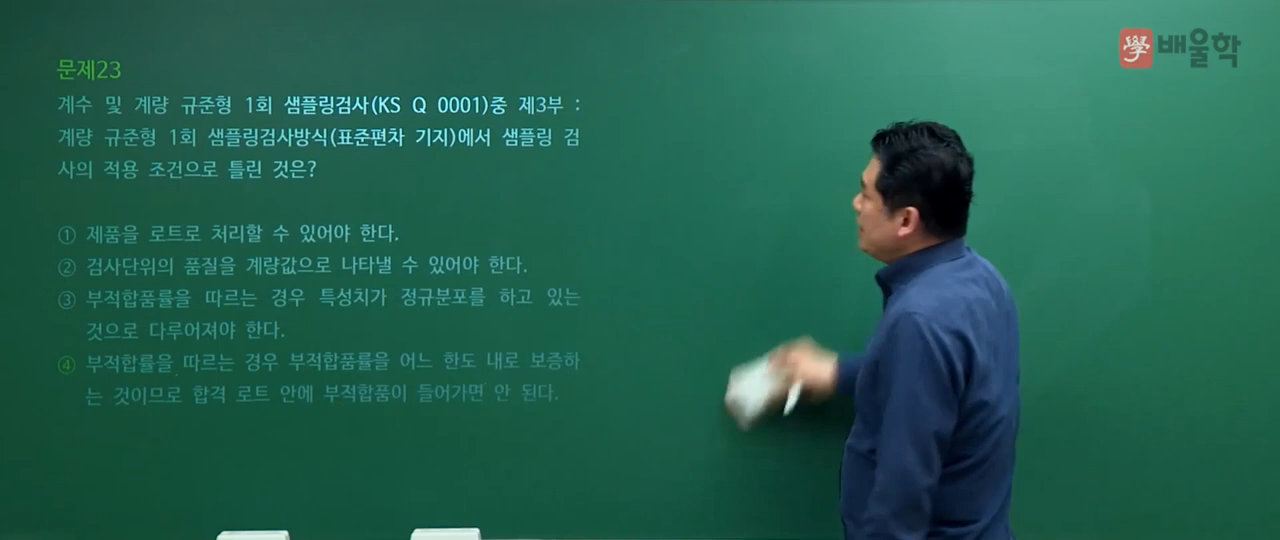 學 배울학
문제23
계수 및 계량 규준형 1회 샘플링검사(KS Q 0001)중 제3부 :
계량 규준형 1회 샘플링검사방식(표준편차 기지)에서 샘플링 검
사의 적용 조건으로 틀린 것은?
① 제품을 로트로 처리할 수 있어야 한다.
② 검사단위의 품질을 계량값으로 나타낼 수 있어야 한다.
③ 부적합품률을 따르는 경우 특성치가 정규분포를 하고 있는
것으로 다루어져야 한다.
④ 부적합률을 따르는 경우 부적합품률을 어느 한도 내로 보증하
는 것이므로 합격 로트 안에 부적합품이 들어가면 안 된다.